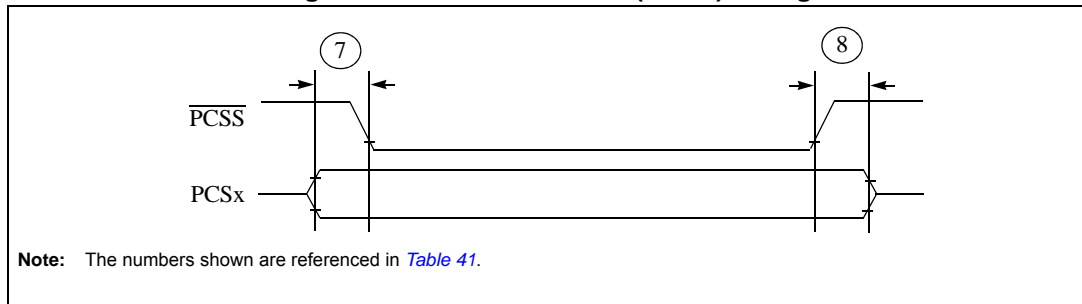 7
8
PCSS
PCSx
Note: The numbers shown are referenced in Table 41.